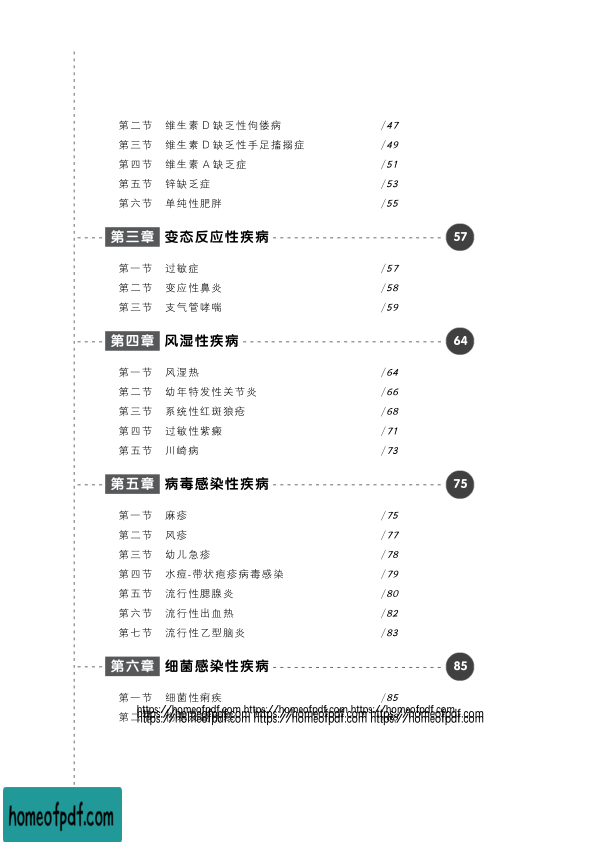 第二节 维生素 D 缺乏性佝偻病 /47
第三节 维生素 D 缺乏性手足搐搦症 /49
第四节 维生素 A 缺乏症 /51
第五节 锌缺乏症 /53
第六节 单纯性肥胖 /55
第三章 变态反应性疾病 57
第一节 过敏症 /57
第二节 变应性鼻炎 /58
第三节 支气管哮喘 /59
第四章 风湿性疾病 64
第一节 风湿热 /64
第二节 幼年特发性关节炎 /66
第三节 系统性红斑狼疮 /68
第四节 过敏性紫癜 /71
第五节 川崎病 /73
第五章 病毒感染性疾病 75
第一节 麻疹 /75
第二节 风疹 /77
第三节 幼儿急疹 /78
第四节 水痘-带状疱疹病毒感染 /79
第五节 流行性腮腺炎 /80
第六节 流行性出血热 /82
第七节 流行性乙型脑炎 /83
第六章 细菌感染性疾病 85
第一节 细菌性痢疾 /85
https://homeofpdf.com https://homeofpdf.com https://homeofpdf.com
https://homeofpdf.com https://homeofpdf.com https://homeofpdf.com
第二
https://homeofpdf.com https://homeofpdf.com https://homeofpdf.com
homeofpdf.com